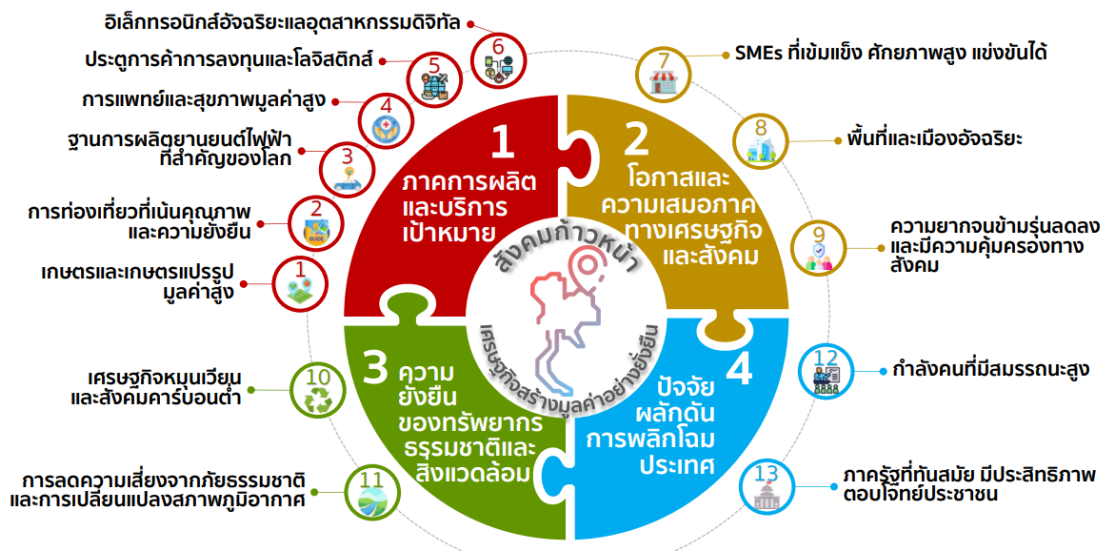 อิเล็กทรอนิกส์อัจฉริยะแลอุตสาหกรรมดิจิทัล
6
ประตูการค้าการลงทุนและโลจิสติกส์
5
การแพทย์และสุขภาพมูลค่าสูง
4
ฐานการผลิตยานยนต์ไฟฟ้า
ที่สำคัญของโลก
3
การท่องเที่ยวที่เน้นคุณภาพ
และความยั่งยืน
2
GUIDE
เกษตรและเกษตรแปรรูป
มูลค่าสูง
1
1
ภาคการผลิต
และบริการ
เป้าหมาย
2
โอกาสและ
ความเสมอภาค
ทางเศรษฐกิจ
และสังคม
7
SMEs ที่เข้มแข็ง ศักยภาพสูง แข่งขันได้
8
พื้นที่และเมืองอัจฉริยะ
9
ความยากจนข้ามรุ่นลดลง
และมีความคุ้มครองทาง
สังคม
สังคมก้าวหน้า
เศรษฐกิจสร้างมูลค่าอย่างยั่งยืน
3
ความ
ยั่งยืน
ของทรัพยากร
ธรรมชาติและ
สิ่งแวดล้อม
10
เศรษฐกิจหมุนเวียน
และสังคมคาร์บอนต่ำ
11
การลดความเสี่ยงจากภัยธรรมชาติ
และการเปลี่ยนแปลงสภาพภูมิอากาศ
4
ปัจจัย
ผลักดัน
การพลิกโฉม
ประเทศ
12
กำลังคนที่มีสมรรถนะสูง
13
ภาครัฐที่ทันสมัย มีประสิทธิภาพ
ตอบโจทย์ประชาชน